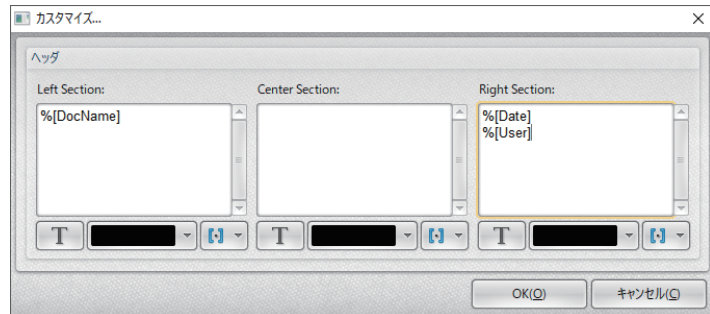 カスタマイズ...
ヘッダ
Left Section:
Center Section:
Right Section:
%[DocName]
%[Date]
%[User]
T
T
T
OK(O)
キャンセル(C)